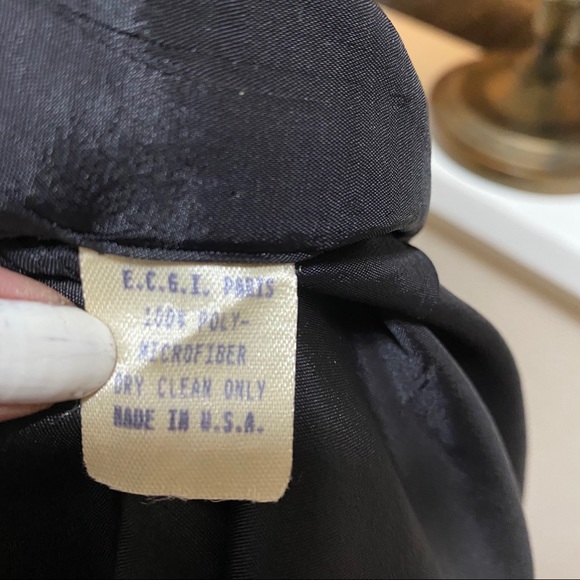 E.C.G.I. PARIS
100% POLY-
MICROFIBER
DRY CLEAN ONLY
MADE IN U.S.A.